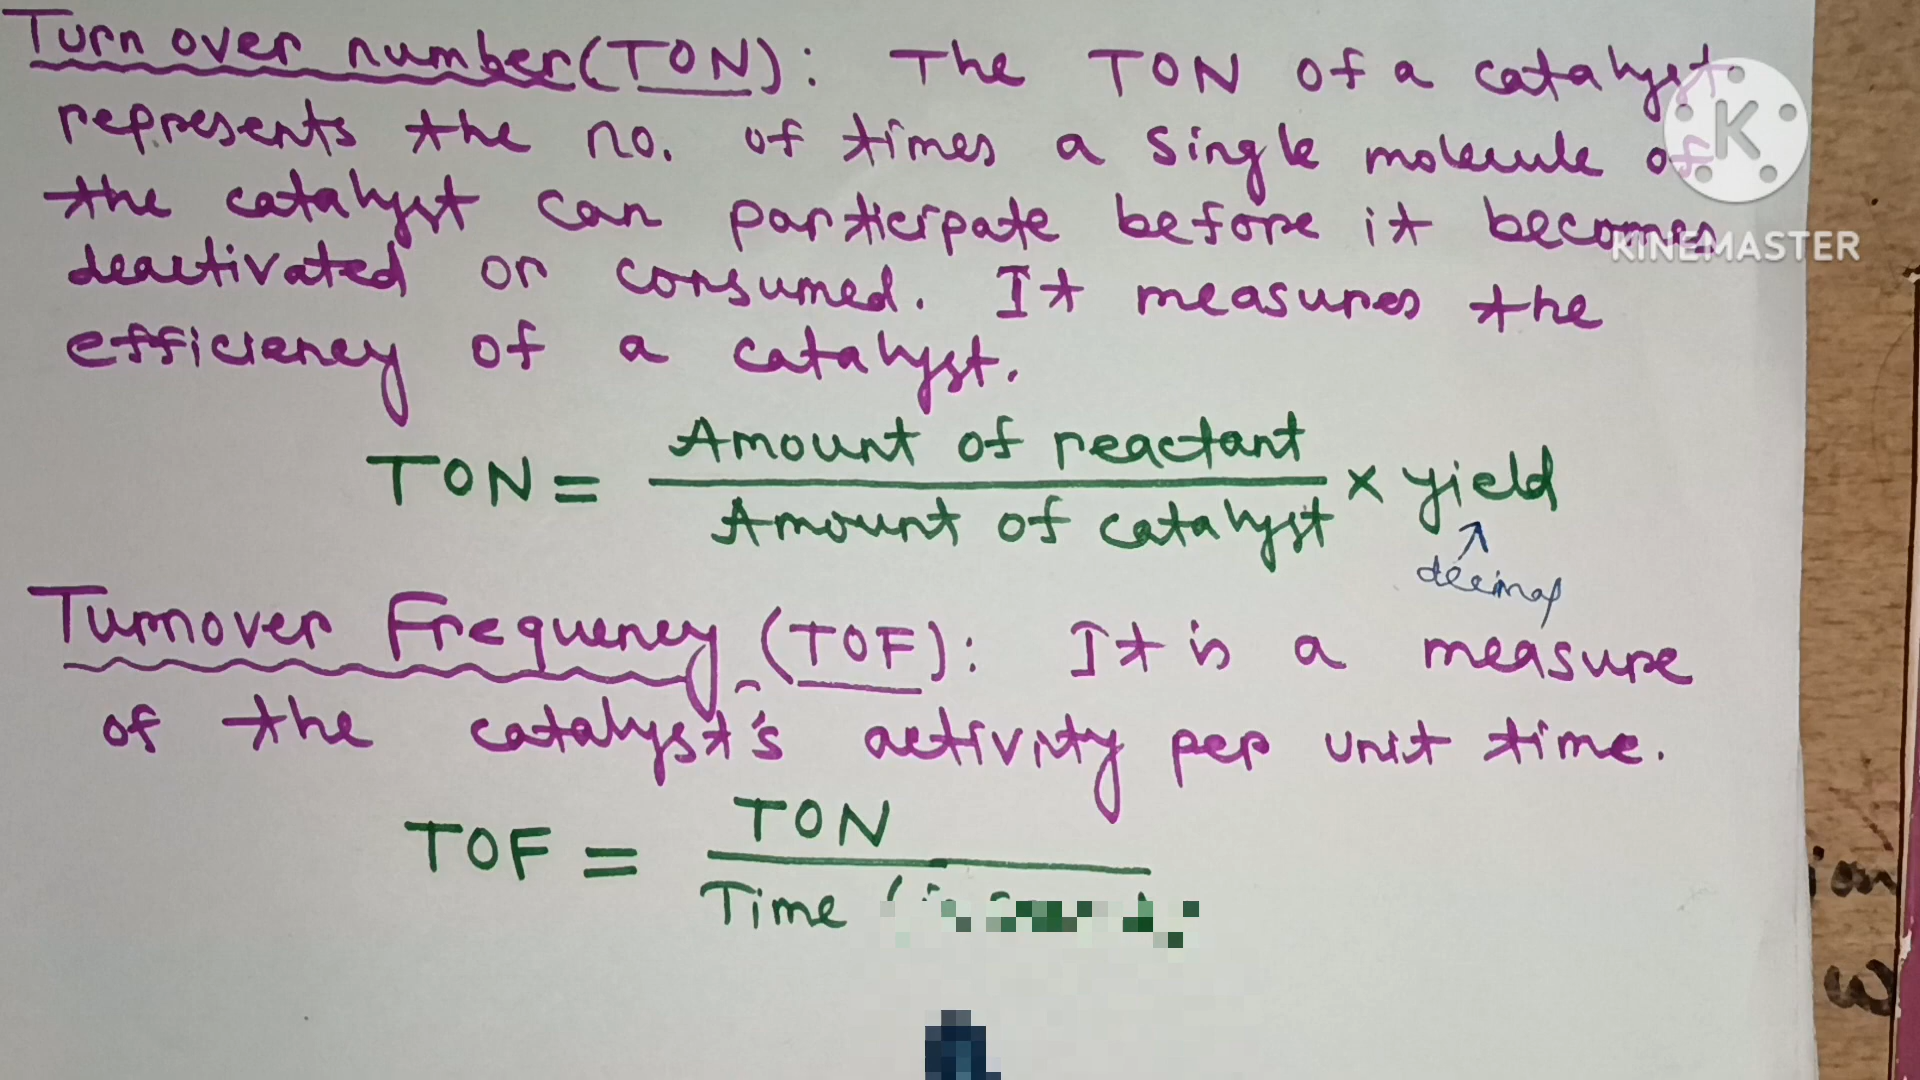 Turn over number (TON): The TON of a catalyst
represents the no. of times a single molecule of
the catalyst can participate before it becomes
deactivated or consumed. It measures the
efficiency of a catalyst.
TON = Amount of reactant / Amount of catalyst × yield
decimal
Turnover Frequency (TOF): It is a measure
of the catalyst's activity per unit time.
TOF = TON / Time
K
KINEMASTER
ion
w